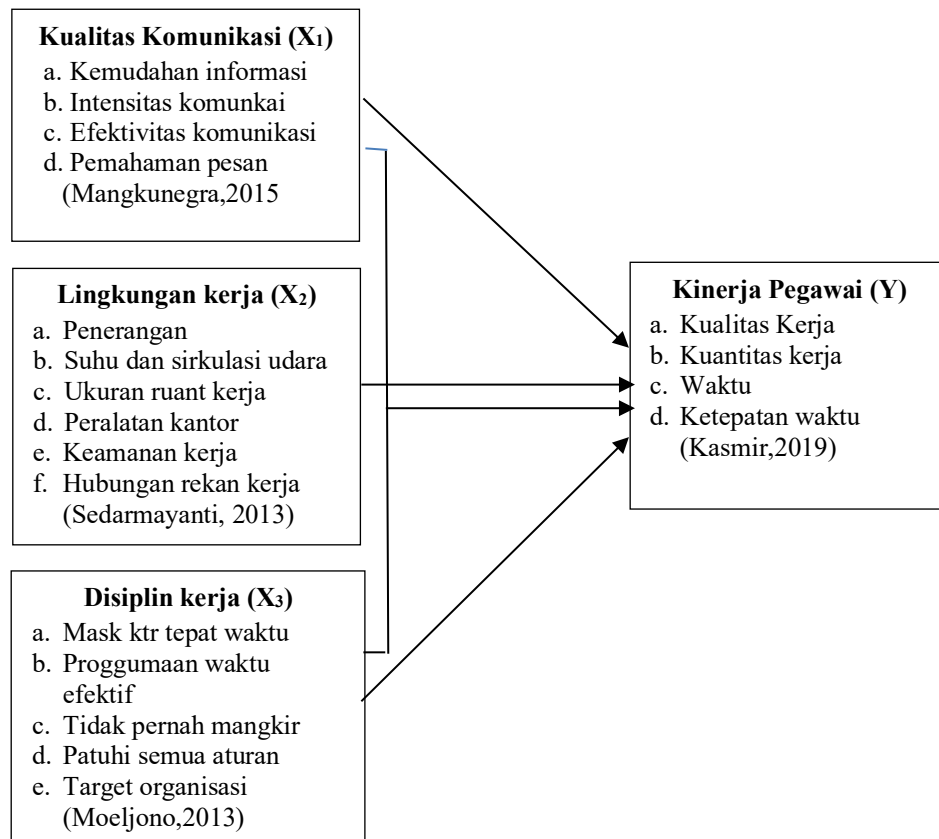 Kualitas Komunikasi (X₁)
a. Kemudahan informasi
b. Intensitas komunkai
c. Efektivitas komunikasi
d. Pemahaman pesan
(Mangkunegra,2015
Lingkungan kerja (X₂)
a. Penerangan
b. Suhu dan sirkulasi udara
c. Ukuran ruant kerja
d. Peralatan kantor
e. Keamanan kerja
f. Hubungan rekan kerja
(Sedarmayanti, 2013)
Disiplin kerja (X₃)
a. Mask ktr tepat waktu
b. Proggumaan waktu
efektif
c. Tidak pernah mangkir
d. Patuhi semua aturan
e. Target organisasi
(Moeljono,2013)
Kinerja Pegawai (Y)
a. Kualitas Kerja
b. Kuantitas kerja
c. Waktu
d. Ketepatan waktu
(Kasmir,2019)